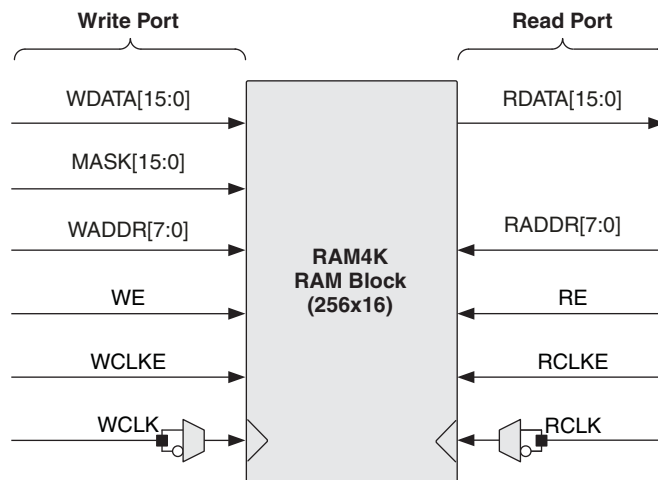 Write Port
Read Port
WDATA[15:0]
RDATA[15:0]
MASK[15:0]
WADDR[7:0]
RADDR[7:0]
RAM4K
RAM Block
(256x16)
WE
RE
WCLKE
RCLKE
WCLK
RCLK